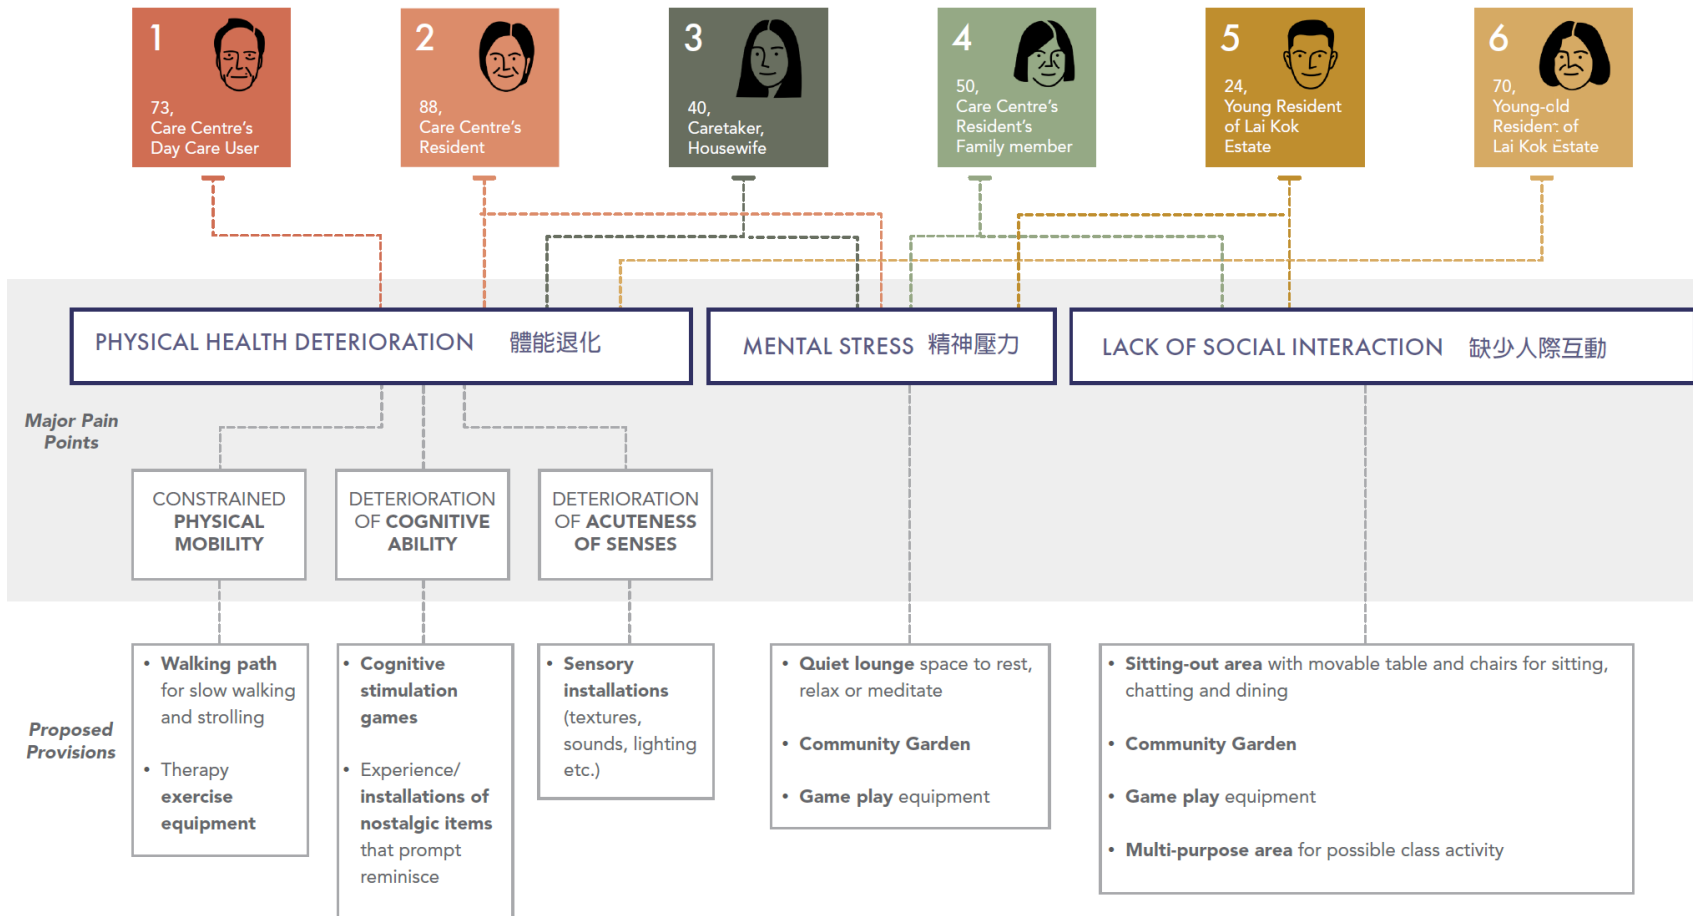 1
73,
Care Centre's
Day Care User
2
88,
Care Centre's
Resident
3
40,
Caretaker,
Housewife
4
50,
Care Centre's
Resident's
Family member
5
24,
Young Resident
of Lai Kok
Estate
6
70,
Young-old
Resident of
Lai Kok Estate
PHYSICAL HEALTH DETERIORATION 體能退化
MENTAL STRESS 精神壓力
LACK OF SOCIAL INTERACTION 缺少人際互動
Major Pain
Points
CONSTRAINED
PHYSICAL
MOBILITY
DETERIORATION
OF COGNITIVE
ABILITY
DETERIORATION
OF ACUTENESS
OF SENSES
Proposed
Provisions
• Walking path
for slow walking
and strolling
• Therapy
exercise
equipment
• Cognitive
stimulation
games
• Experience/
installations of
nostalgic items
that prompt
reminisce
• Sensory
installations
(textures,
sounds, lighting
etc.)
• Quiet lounge space to rest,
relax or meditate
• Community Garden
• Game play equipment
• Sitting-out area with movable table and chairs for sitting,
chatting and dining
• Community Garden
• Game play equipment
• Multi-purpose area for possible class activity